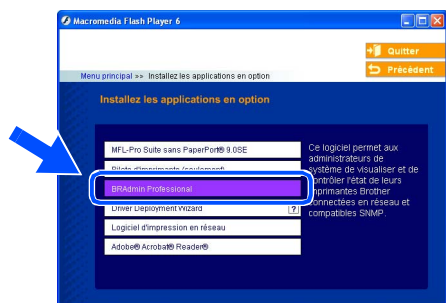 Macromedia Flash Player 6
Quitter
Précédent
Menu principal >> Installez les applications en option
Installez les applications en option
MFL-Pro Suite sans PaperPort® 9.0SE
Pilote d'imprimante (seulement)
BRAdmin Professional
Driver Deployment Wizard
?
Logiciel d'impression en réseau
Adobe® Acrobat® Reader®
Ce logiciel permet aux
administrateurs de
système de visualiser et de
contrôler l'état de leurs
imprimantes Brother
connectées en réseau et
compatibles SNMP.